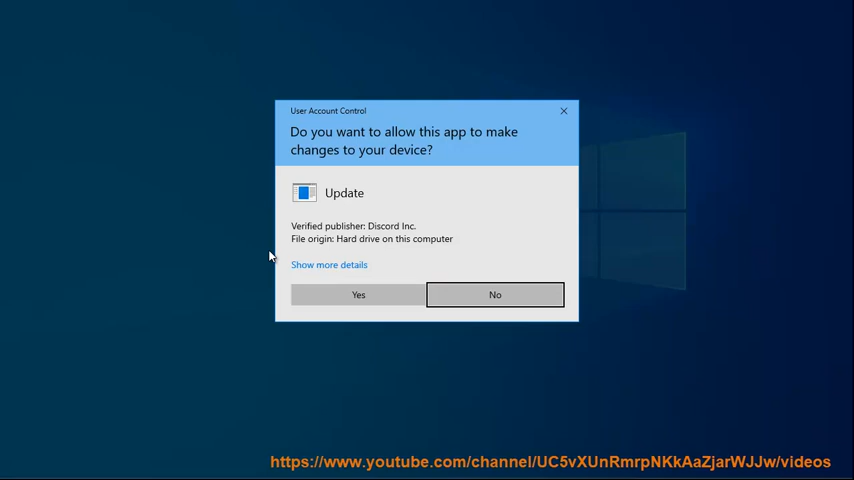 User Account Control
Do you want to allow this app to make
changes to your device?
Update
Verified publisher: Discord Inc.
File origin: Hard drive on this computer
Show more details
Yes
No
https://www.youtube.com/channel/UC5vXUnRmrpNKkAaZjarWJJw/videos